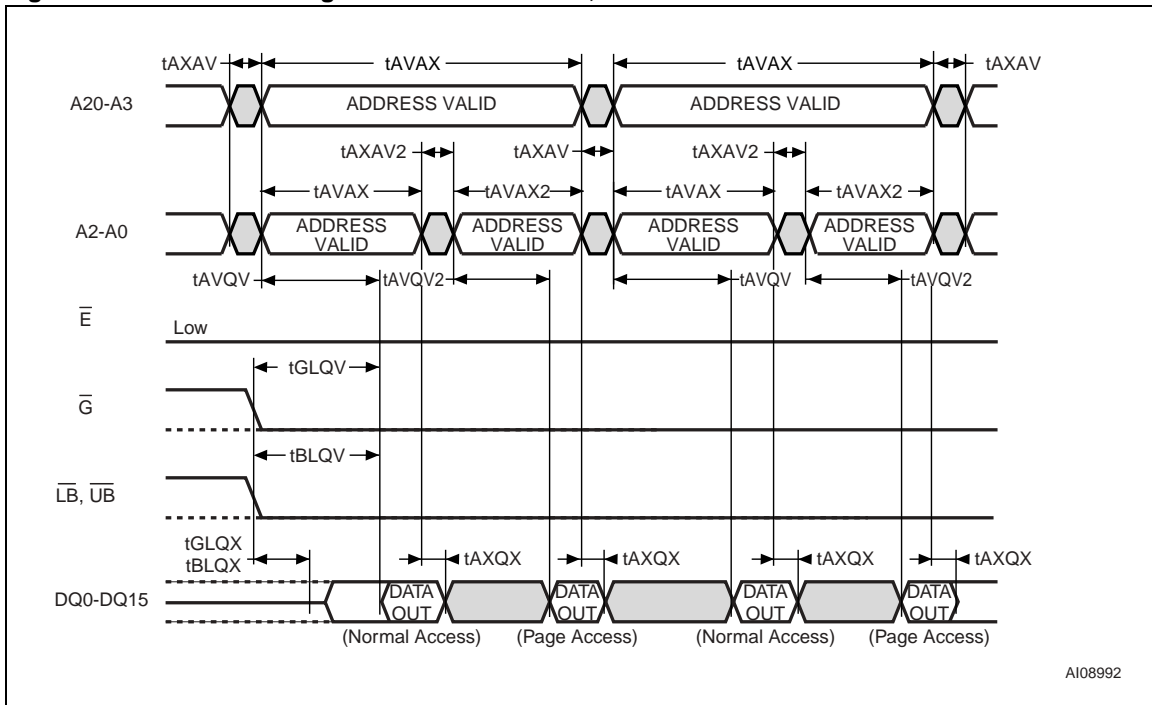 tAXAV tAVAX tAVAX tAXAV
A20-A3 ADDRESS VALID ADDRESS VALID
tAXAV2 tAXAV tAXAV2
tAVAX tAVAX2 tAVAX tAVAX2
A2-A0 ADDRESS VALID ADDRESS VALID ADDRESS VALID ADDRESS VALID
tAVQV tAVQV2 tAVQV tAVQV2
E
Low
tGLQV
G
tBLQV
LB, UB
tGLQX
tBLQX
tAXQX tAXQX tAXQX tAXQX
DQ0-DQ15 DATA OUT DATA OUT DATA OUT DATA OUT
(Normal Access) (Page Access) (Normal Access) (Page Access)
AI08992